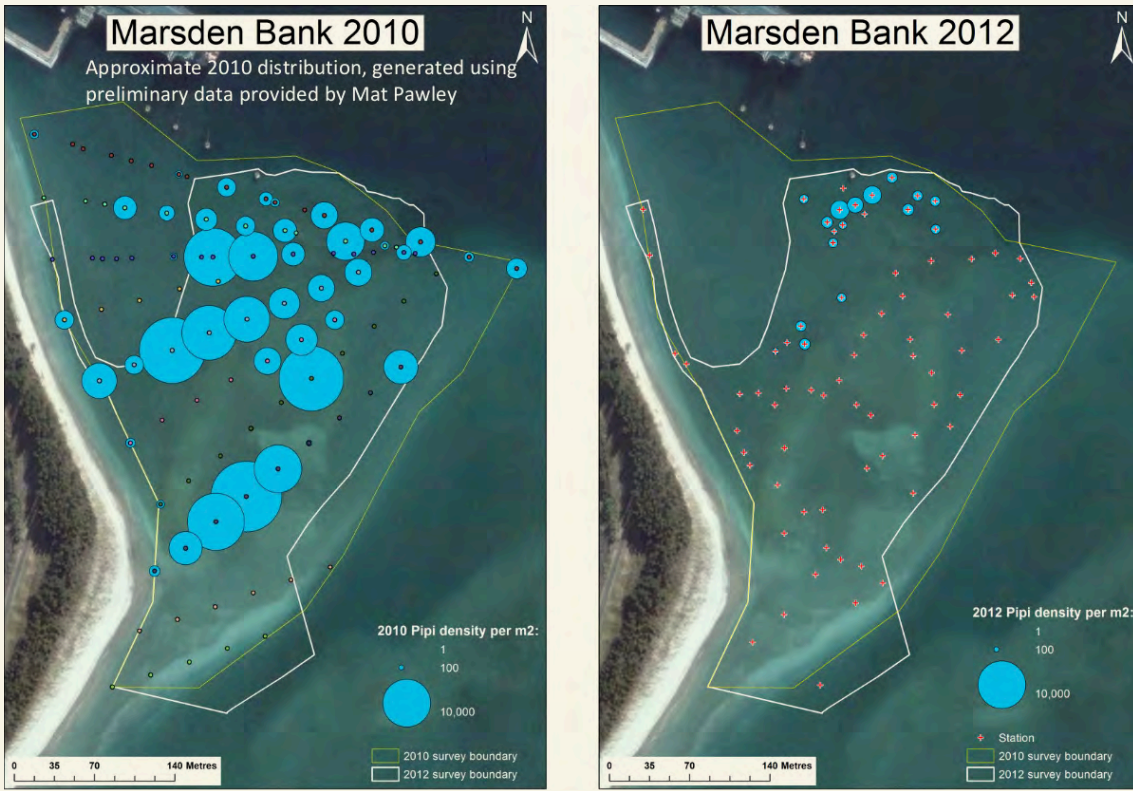 Marsden Bank 2010
N
Approximate 2010 distribution, generated using
preliminary data provided by Mat Pawley
2010 Pipi density per m2:
1
100
10,000
2010 survey boundary
2012 survey boundary
0 35 70 140 Metres
Marsden Bank 2012
N
2012 Pipi density per m2:
1
100
10,000
Station
2010 survey boundary
2012 survey boundary
0 35 70 140 Metres